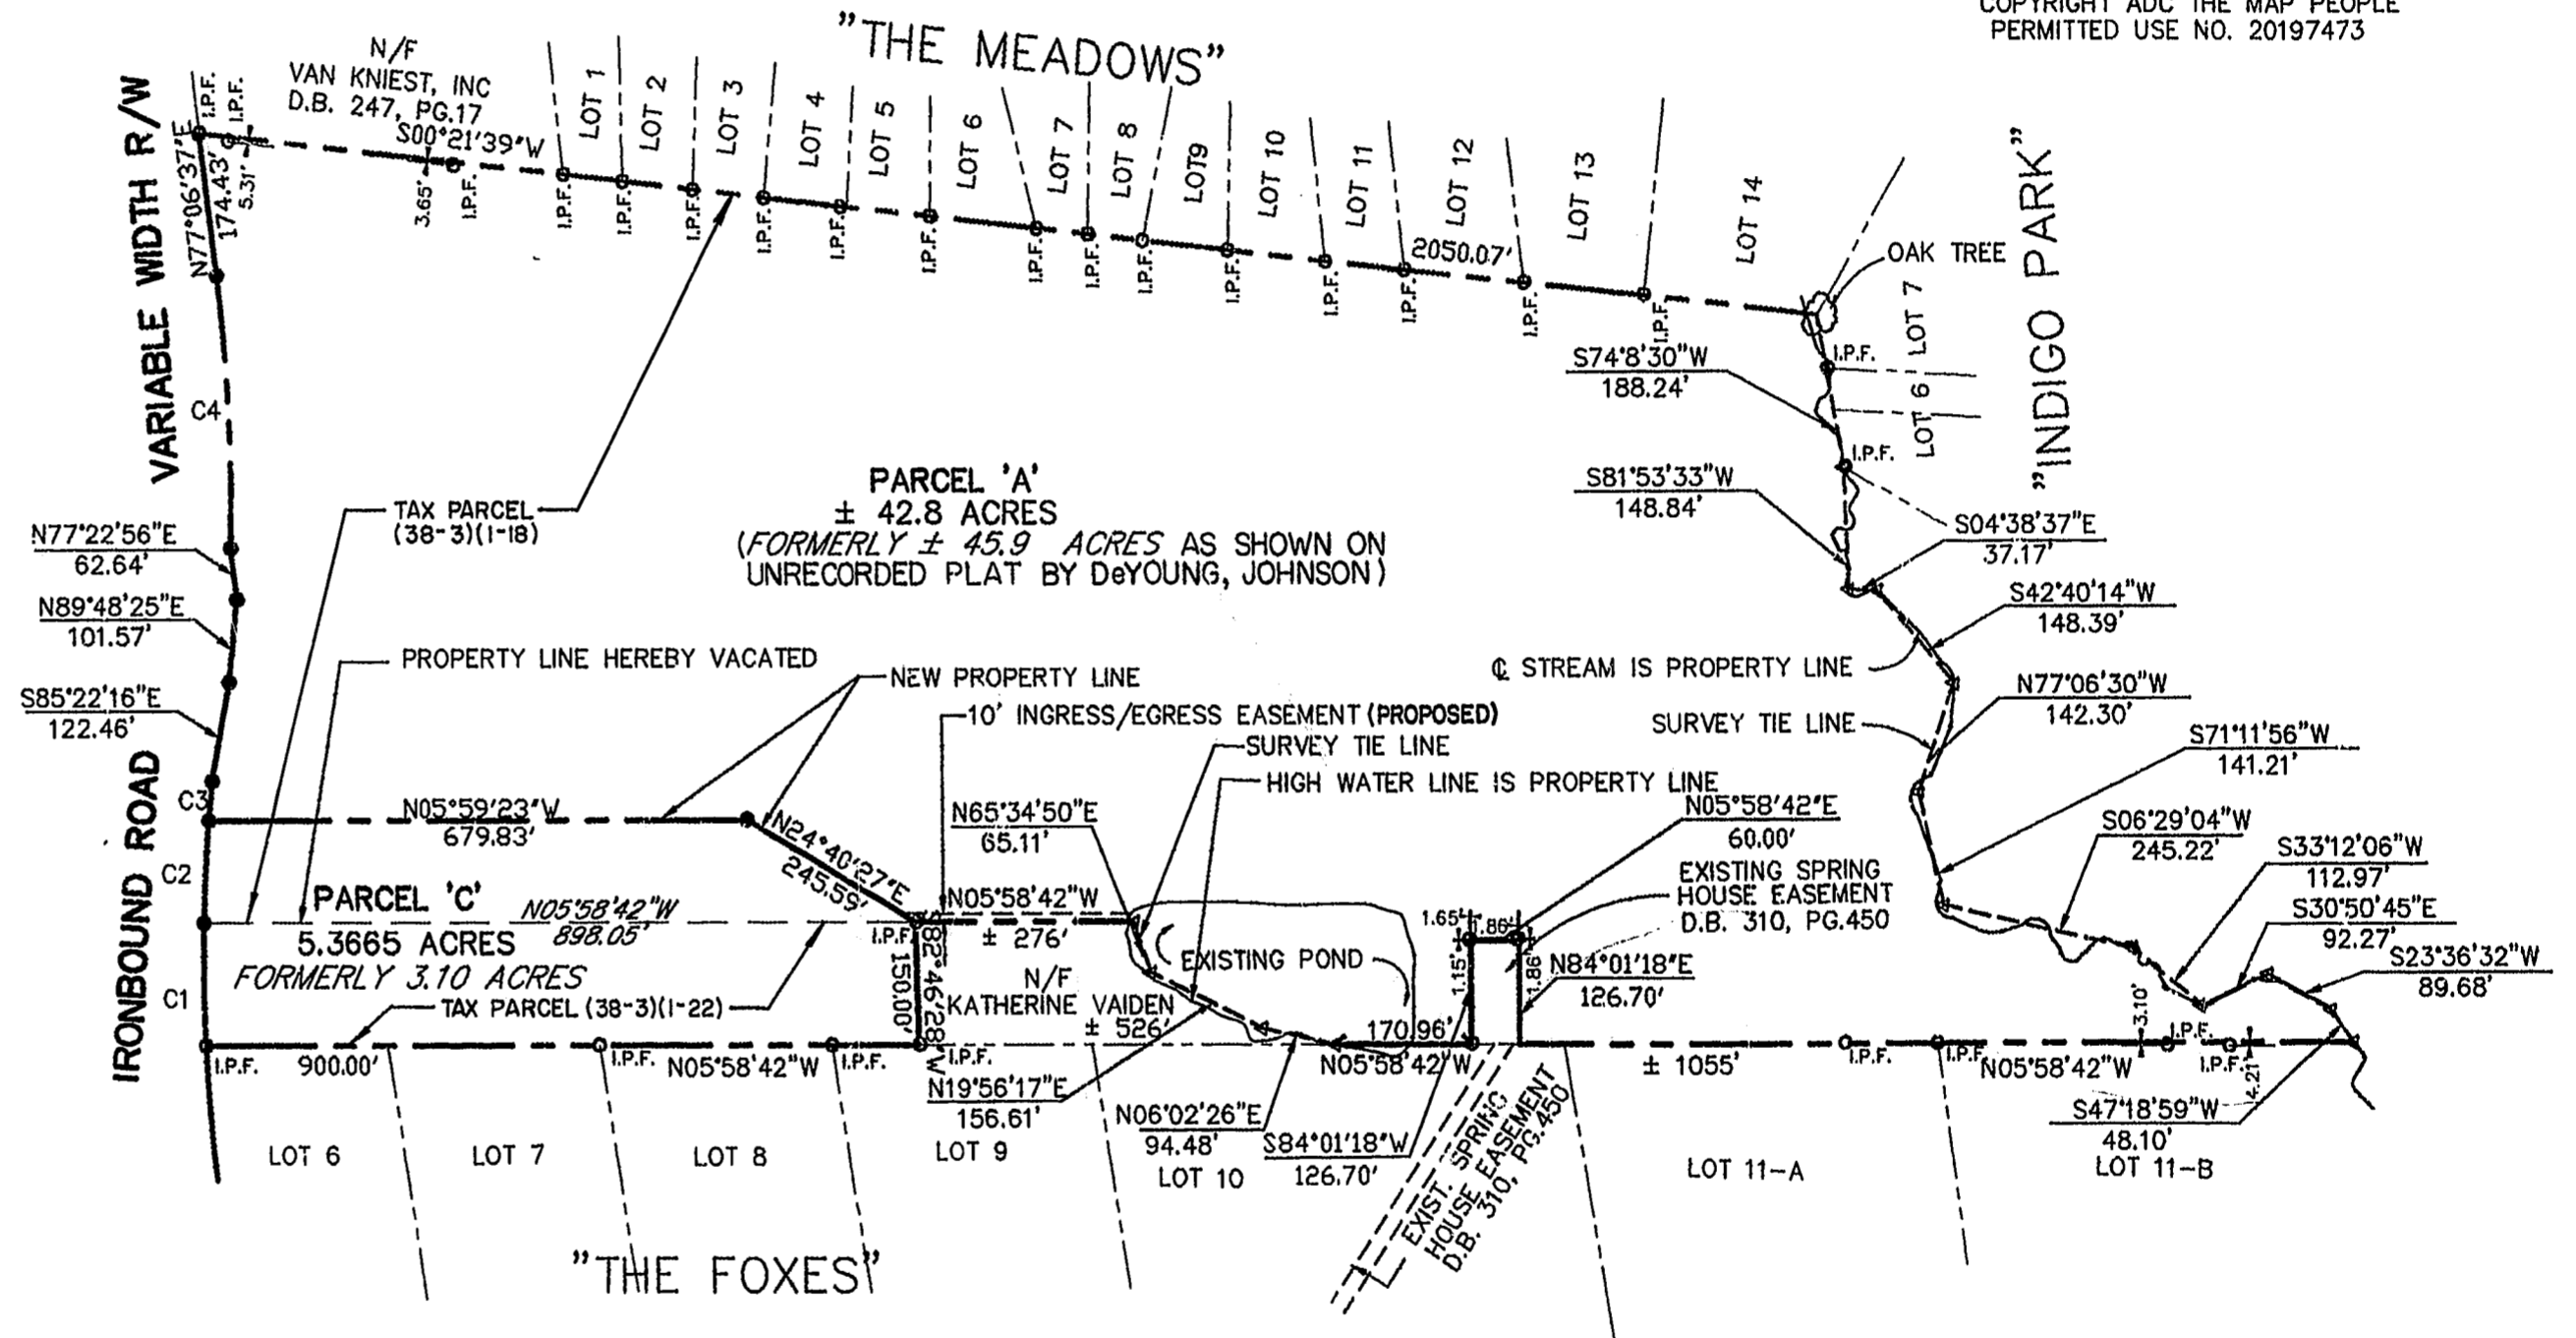 COPYRIGHT ADC THE MAP PEOPLE
PERMITTED USE NO. 20197473
"THE MEADOWS"
N/F
VAN KNIEST, INC
D.B. 247, PG.17
S00°21'39"W
I.P.F.
I.P.F.
N77°06'37"E
174.43'
5.31'
3.65'
I.P.F.
VARIABLE WIDTH R/W
LOT 1
LOT 2
LOT 3
LOT 4
LOT 5
LOT 6
LOT 7
LOT 8
LOT9
LOT 10
LOT 11
LOT 12
LOT 13
LOT 14
I.P.F.
I.P.F.
I.P.F.
I.P.F.
I.P.F.
I.P.F.
I.P.F.
I.P.F.
I.P.F.
I.P.F.
I.P.F.
I.P.F.
I.P.F.
I.P.F.
2050.07'
OAK TREE
"INDIGO PARK"
LOT 7
LOT 6
I.P.F.
I.P.F.
S74°8'30"W
188.24'
S81°53'33"W
148.84'
S04°38'37"E
37.17'
S42°40'14"W
148.39'
C4
TAX PARCEL
(38-3)(1-18)
PARCEL 'A'
± 42.8 ACRES
(FORMERLY ± 45.9 ACRES AS SHOWN ON
UNRECORDED PLAT BY DeYOUNG, JOHNSON)
N77°22'56"E
62.64'
N89°48'25"E
101.57'
S85°22'16"E
122.46'
PROPERTY LINE HEREBY VACATED
NEW PROPERTY LINE
10' INGRESS/EGRESS EASEMENT (PROPOSED)
SURVEY TIE LINE
HIGH WATER LINE IS PROPERTY LINE
℄ STREAM IS PROPERTY LINE
SURVEY TIE LINE
N77°06'30"W
142.30'
S71°11'56"W
141.21'
S06°29'04"W
245.22'
S33°12'06"W
112.97'
S30°50'45"E
92.27'
S23°36'32"W
89.68'
IRONBOUND ROAD
C3
C2
C1
N05°59'23"W
679.83'
N24°40'27"E
245.59'
N65°34'50"E
65.11'
N05°58'42"E
60.00'
EXISTING SPRING
HOUSE EASEMENT
D.B. 310, PG.450
PARCEL 'C'
5.3665 ACRES
FORMERLY 3.10 ACRES
N05°58'42"W
898.05'
I.P.F.
N05°58'42"W
± 276'
S82°46'28"W
150.00'
N/F
KATHERINE VAIDEN
± 526'
EXISTING POND
1.65'
1.86'
1.15'
1.86'
N84°01'18"E
126.70'
TAX PARCEL (38-3)(1-22)
I.P.F.
900.00'
I.P.F.
N05°58'42"W
I.P.F.
I.P.F.
170.96'
N05°58'42"W
± 1055'
I.P.F.
I.P.F.
N05°58'42"W
3.10'
I.P.F.
I.P.F.
4.21'
N19°56'17"E
156.61'
N06°02'26"E
94.48'
S84°01'18"W
126.70'
S47°18'59"W
48.10'
LOT 6
LOT 7
LOT 8
LOT 9
LOT 10
EXIST. SPRING
HOUSE EASEMENT
D.B. 310, PG.450
LOT 11-A
LOT 11-B
"THE FOXES"